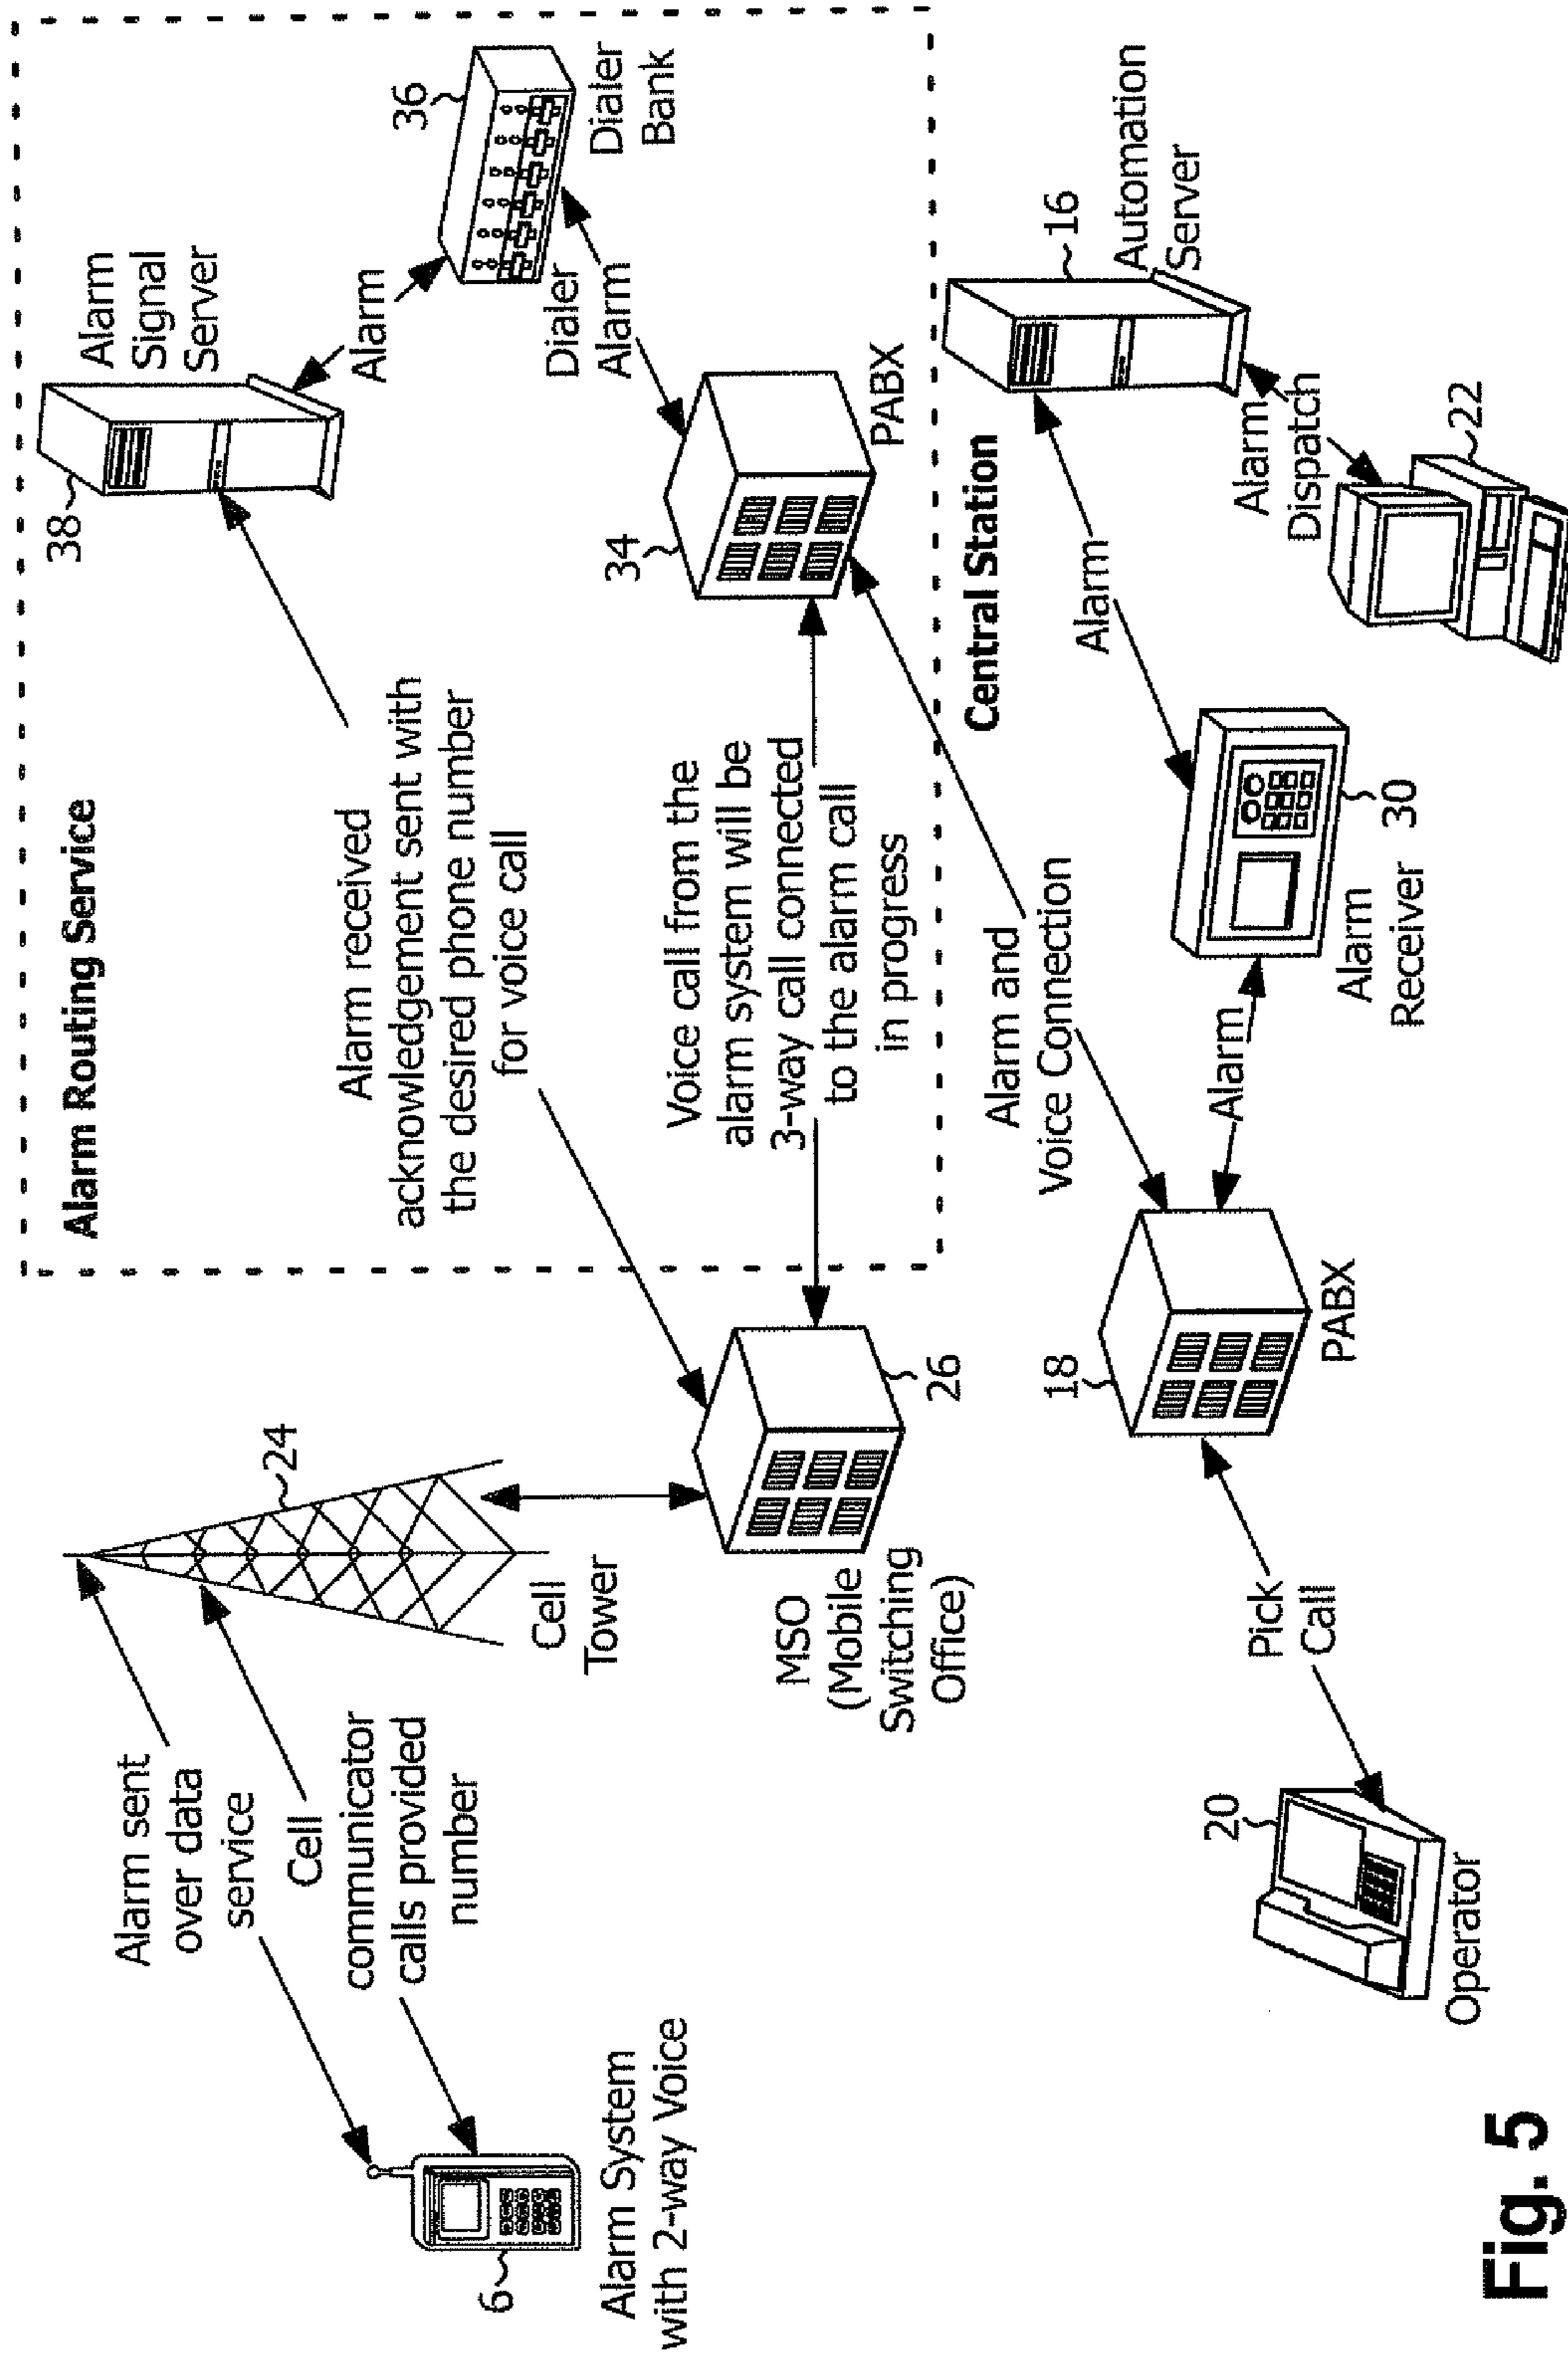 Alarm Routing Service
38
Alarm
Signal
Server
Alarm
36
Dialer
Bank
Dialer
Alarm
34
PABX
Alarm received
acknowledgement sent with
the desired phone number
for voice call
Voice call from the
alarm system will be
3-way call connected
to the alarm call
in progress
24
Cell
Tower
Alarm sent
over data
service
Cell
communicator
calls provided
number
6
Alarm System
with 2-way Voice
MSO
(Mobile
Switching
Office)
26
Central Station
Alarm and
Voice Connection
18
PABX
Pick
Call
20
Operator
Alarm
Alarm
Receiver
30
Alarm
16
Automation
Server
Alarm
Dispatch
22
Fig. 5